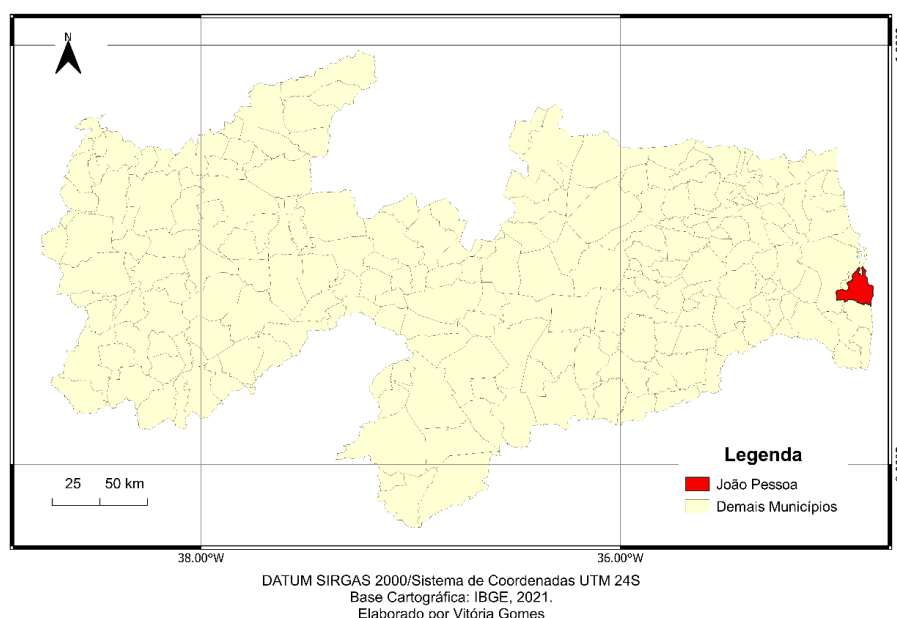 N
Legenda
João Pessoa
Demais Municípios
25 50 km
38.00°W 36.00°W
DATUM SIRGAS 2000/Sistema de Coordenadas UTM 24S
Base Cartográfica: IBGE, 2021.
Elaborado por Vitória Gomes